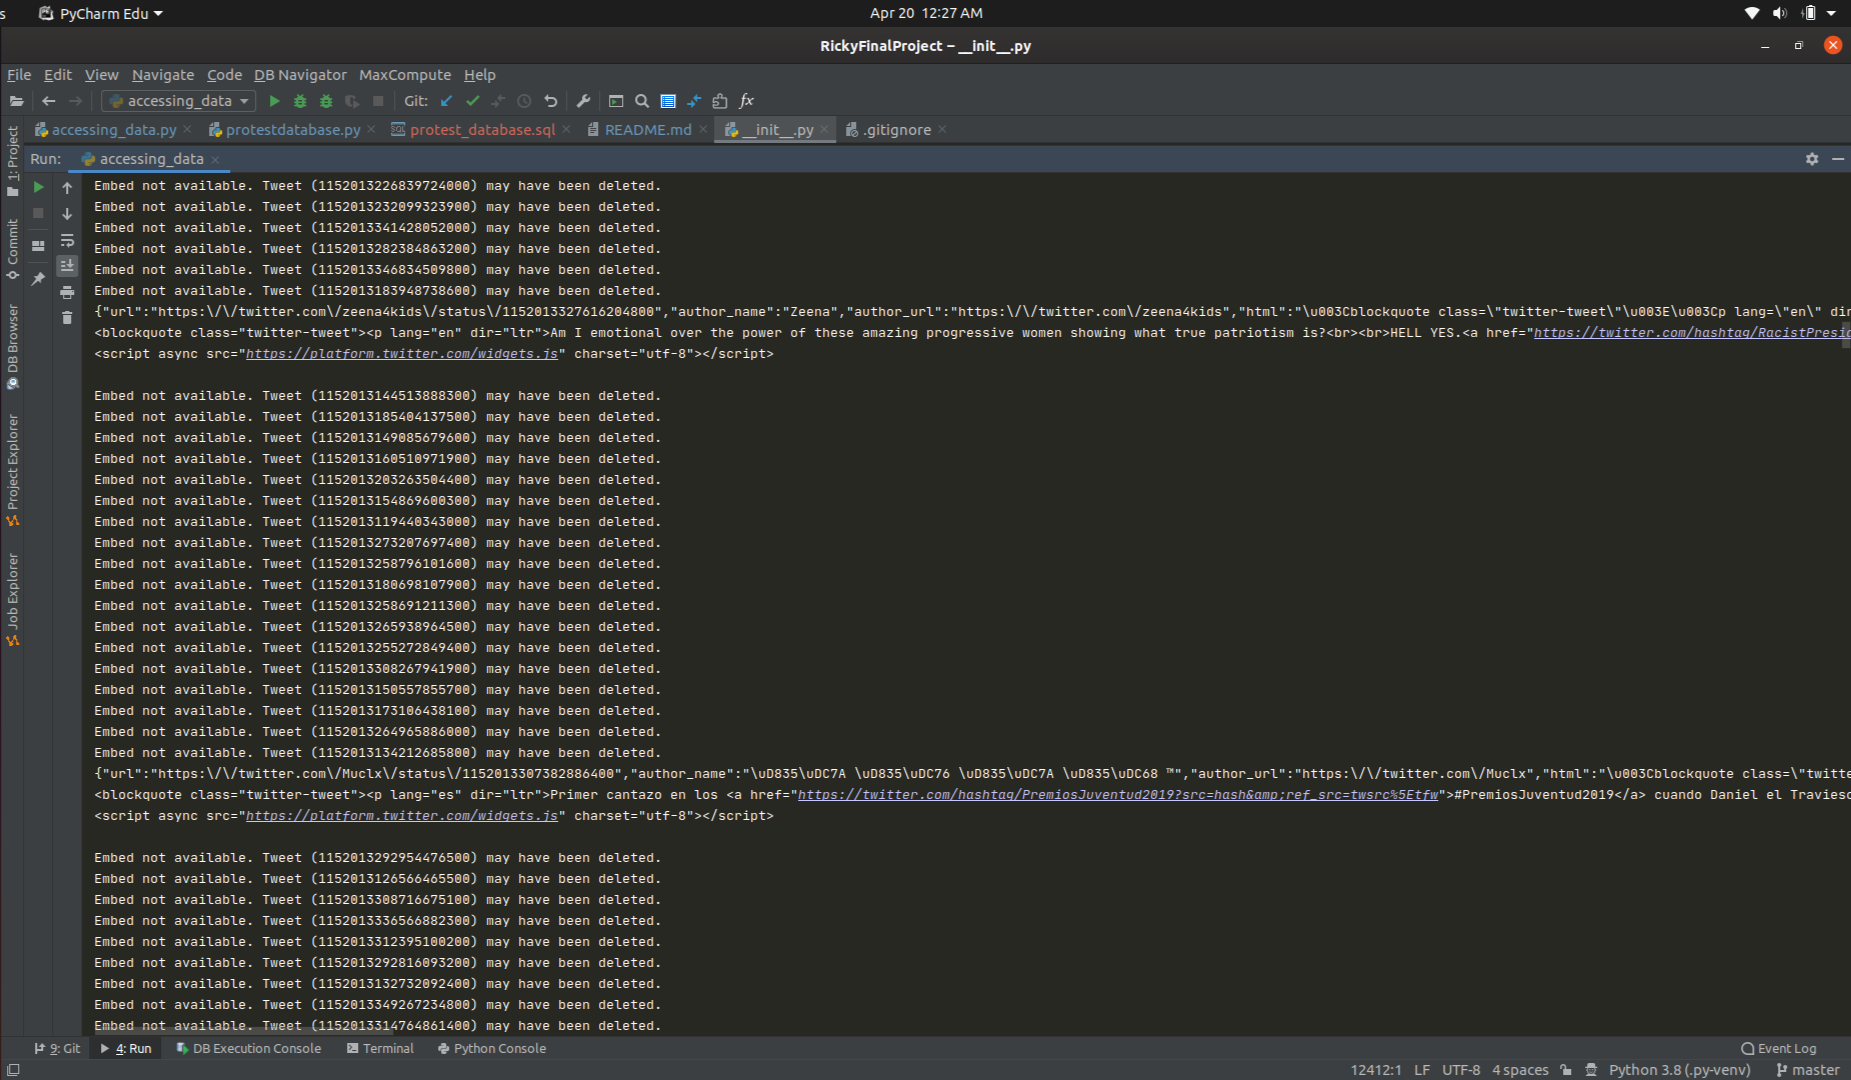 s PyCharm Edu Apr 20 12:27 AM
RickyFinalProject – __init__.py
File Edit View Navigate Code DB Navigator MaxCompute Help
accessing_data Git: fx
accessing_data.py protestdatabase.py SQL protest_database.sql README.md __init__.py .gitignore
Run: accessing_data
1: Project
Commit
DB Browser
Project Explorer
Job Explorer
Embed not available. Tweet (1152013226839724000) may have been deleted.
Embed not available. Tweet (1152013232099323900) may have been deleted.
Embed not available. Tweet (1152013341428052000) may have been deleted.
Embed not available. Tweet (1152013282384863200) may have been deleted.
Embed not available. Tweet (1152013346834509800) may have been deleted.
Embed not available. Tweet (1152013183948738600) may have been deleted.
{"url":"https:\/\/twitter.com\/zeena4kids\/status\/1152013327616204800","author_name":"Zeena","author_url":"https:\/\/twitter.com\/zeena4kids","html":"\u003Cblockquote class=\"twitter-tweet\"\u003E\u003Cp lang=\"en\" dir
<blockquote class="twitter-tweet"><p lang="en" dir="ltr">Am I emotional over the power of these amazing progressive women showing what true patriotism is?<br><br>HELL YES.<a href="https://twitter.com/hashtag/RacistPresid
<script async src="https://platform.twitter.com/widgets.js" charset="utf-8"></script>
Embed not available. Tweet (1152013144513888300) may have been deleted.
Embed not available. Tweet (1152013185404137500) may have been deleted.
Embed not available. Tweet (1152013149085679600) may have been deleted.
Embed not available. Tweet (1152013160510971900) may have been deleted.
Embed not available. Tweet (1152013203263504400) may have been deleted.
Embed not available. Tweet (1152013154869600300) may have been deleted.
Embed not available. Tweet (1152013119440343000) may have been deleted.
Embed not available. Tweet (1152013273207697400) may have been deleted.
Embed not available. Tweet (1152013258796101600) may have been deleted.
Embed not available. Tweet (1152013180698107900) may have been deleted.
Embed not available. Tweet (1152013258691211300) may have been deleted.
Embed not available. Tweet (1152013265938964500) may have been deleted.
Embed not available. Tweet (1152013255272849400) may have been deleted.
Embed not available. Tweet (1152013308267941900) may have been deleted.
Embed not available. Tweet (1152013150557855700) may have been deleted.
Embed not available. Tweet (1152013173106438100) may have been deleted.
Embed not available. Tweet (1152013264965886000) may have been deleted.
Embed not available. Tweet (1152013134212685800) may have been deleted.
{"url":"https:\/\/twitter.com\/Muclx\/status\/1152013307382886400","author_name":"\uD835\uDC7A \uD835\uDC76 \uD835\uDC7A \uD835\uDC68 ™","author_url":"https:\/\/twitter.com\/Muclx","html":"\u003Cblockquote class=\"twitte
<blockquote class="twitter-tweet"><p lang="es" dir="ltr">Primer cantazo en los <a href="https://twitter.com/hashtag/PremiosJuventud2019?src=hash&amp;ref_src=twsrc%5Etfw">#PremiosJuventud2019</a> cuando Daniel el Traviesc
<script async src="https://platform.twitter.com/widgets.js" charset="utf-8"></script>
Embed not available. Tweet (1152013292954476500) may have been deleted.
Embed not available. Tweet (1152013126566465500) may have been deleted.
Embed not available. Tweet (1152013308716675100) may have been deleted.
Embed not available. Tweet (1152013336566882300) may have been deleted.
Embed not available. Tweet (1152013312395100200) may have been deleted.
Embed not available. Tweet (1152013292816093200) may have been deleted.
Embed not available. Tweet (1152013132732092400) may have been deleted.
Embed not available. Tweet (1152013349267234800) may have been deleted.
Embed not available. Tweet (1152013314764861400) may have been deleted.
9: Git 4: Run DB Execution Console Terminal Python Console Event Log
12412:1 LF UTF-8 4 spaces Python 3.8 (.py-venv) master